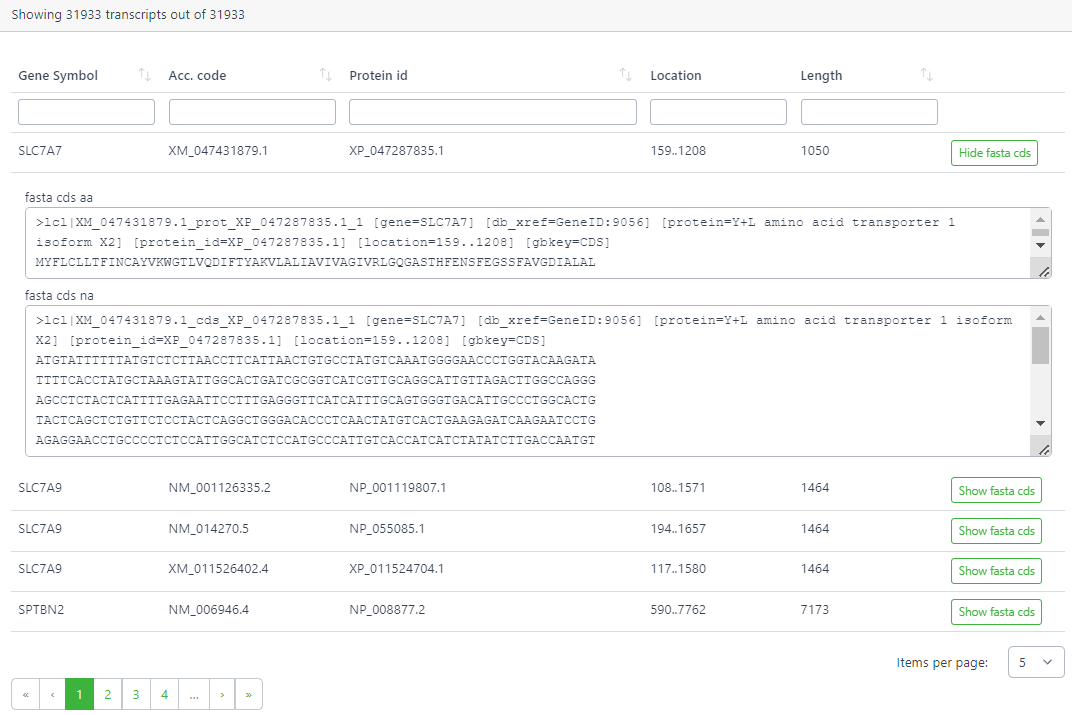 Showing 31933 transcripts out of 31933
Gene Symbol Acc. code Protein id Location Length
SLC7A7 XM_047431879.1 XP_047287835.1 159..1208 1050 Hide fasta cds
fasta cds aa
>lcl|XM_047431879.1_prot_XP_047287835.1_1 [gene=SLC7A7] [db_xref=GeneID:9056] [protein=Y+L amino acid transporter 1
isoform X2] [protein_id=XP_047287835.1] [location=159..1208] [gbkey=CDS]
MYFLCLLTFINCAYVKWGTLVQDIFTYAKVLALIAVIVAGIVRLGQGASTHFENSFEGSSFAVGDIALAL
fasta cds na
>lcl|XM_047431879.1_cds_XP_047287835.1_1 [gene=SLC7A7] [db_xref=GeneID:9056] [protein=Y+L amino acid transporter 1 isoform
X2] [protein_id=XP_047287835.1] [location=159..1208] [gbkey=CDS]
ATGTATTTTTTATGTCTCTTAACCTTCATTAACTGTGCCTATGTCAAATGGGGAACCCTGGTACAAGATA
TTTTCACCTATGCTAAAGTATTGGCACTGATCGCGGTCATCGTTGCAGGCATTGTTAGACTTGGCCAGGG
AGCCTCTACTCATTTTGAGAATTCCTTTGAGGGTTCATCATTTGCAGTGGGTGACATTGCCCTGGCACTG
TACTCAGCTCTGTTCTCCTACTCAGGCTGGGACACCCTCAACTATGTCACTGAAGAGATCAAGAATCCTG
AGAGGAACCTGCCCCTCTCCATTGGCATCTCCATGCCCATTGTCACCATCATCTATATCTTGACCAATGT
SLC7A9 NM_001126335.2 NP_001119807.1 108..1571 1464 Show fasta cds
SLC7A9 NM_014270.5 NP_055085.1 194..1657 1464 Show fasta cds
SLC7A9 XM_011526402.4 XP_011524704.1 117..1580 1464 Show fasta cds
SPTBN2 NM_006946.4 NP_008877.2 590..7762 7173 Show fasta cds
Items per page: 5
« ‹ 1 2 3 4 ... › »